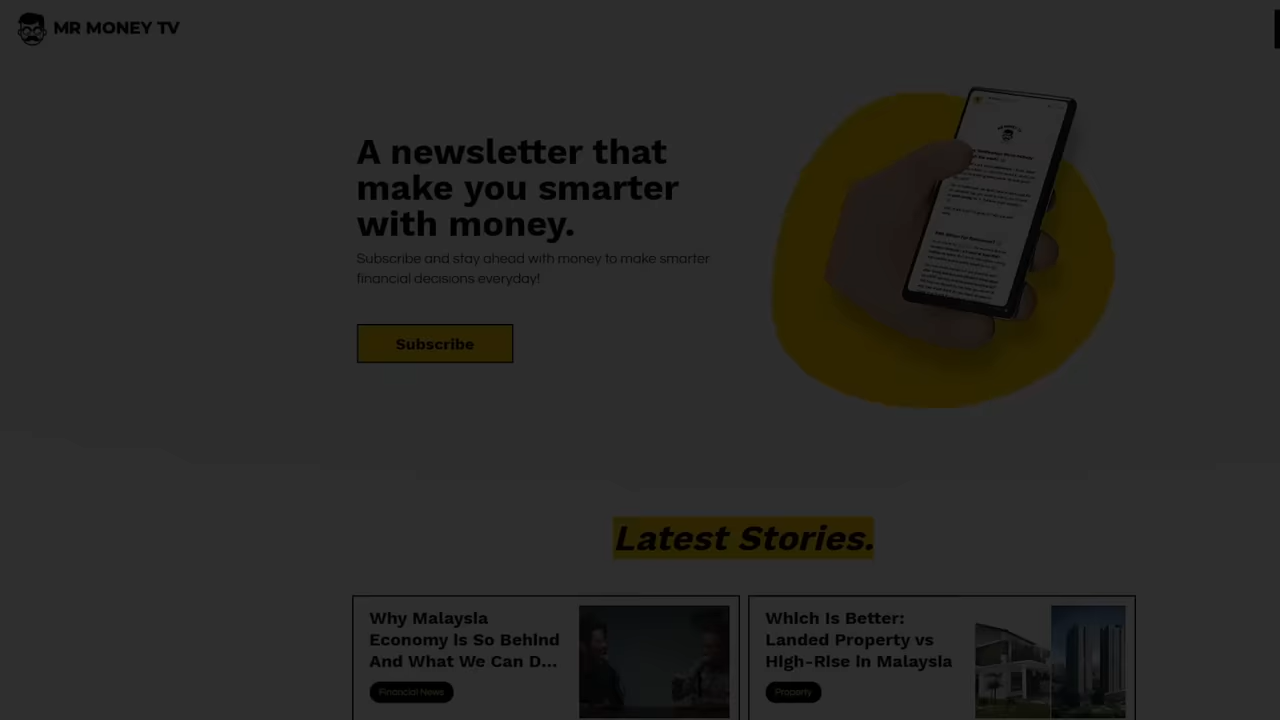 MR MONEY TV
A newsletter that
make you smarter
with money.
Subscribe and stay ahead with money to make smarter
financial decisions everyday!
Subscribe
Latest Stories.
Why Malaysia
Economy is So Behind
And What We Can D...
Financial News
Which Is Better:
Landed Property vs
High-Rise in Malaysia
Property